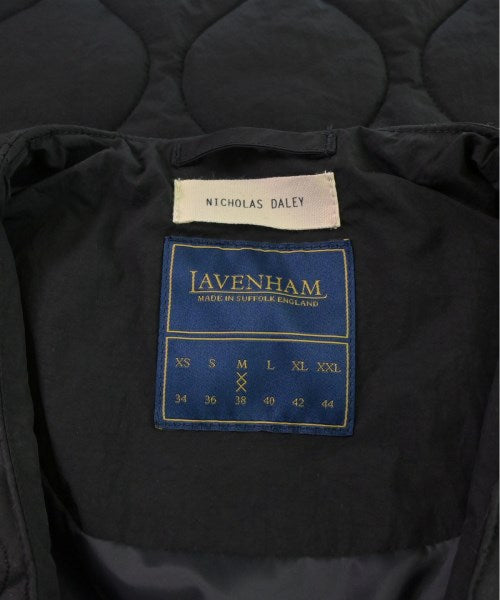 NICHOLAS DALEY
LAVENHAM
MADE IN SUFFOLK ENGLAND
XS S M L XL XXL
34 36 38 40 42 44